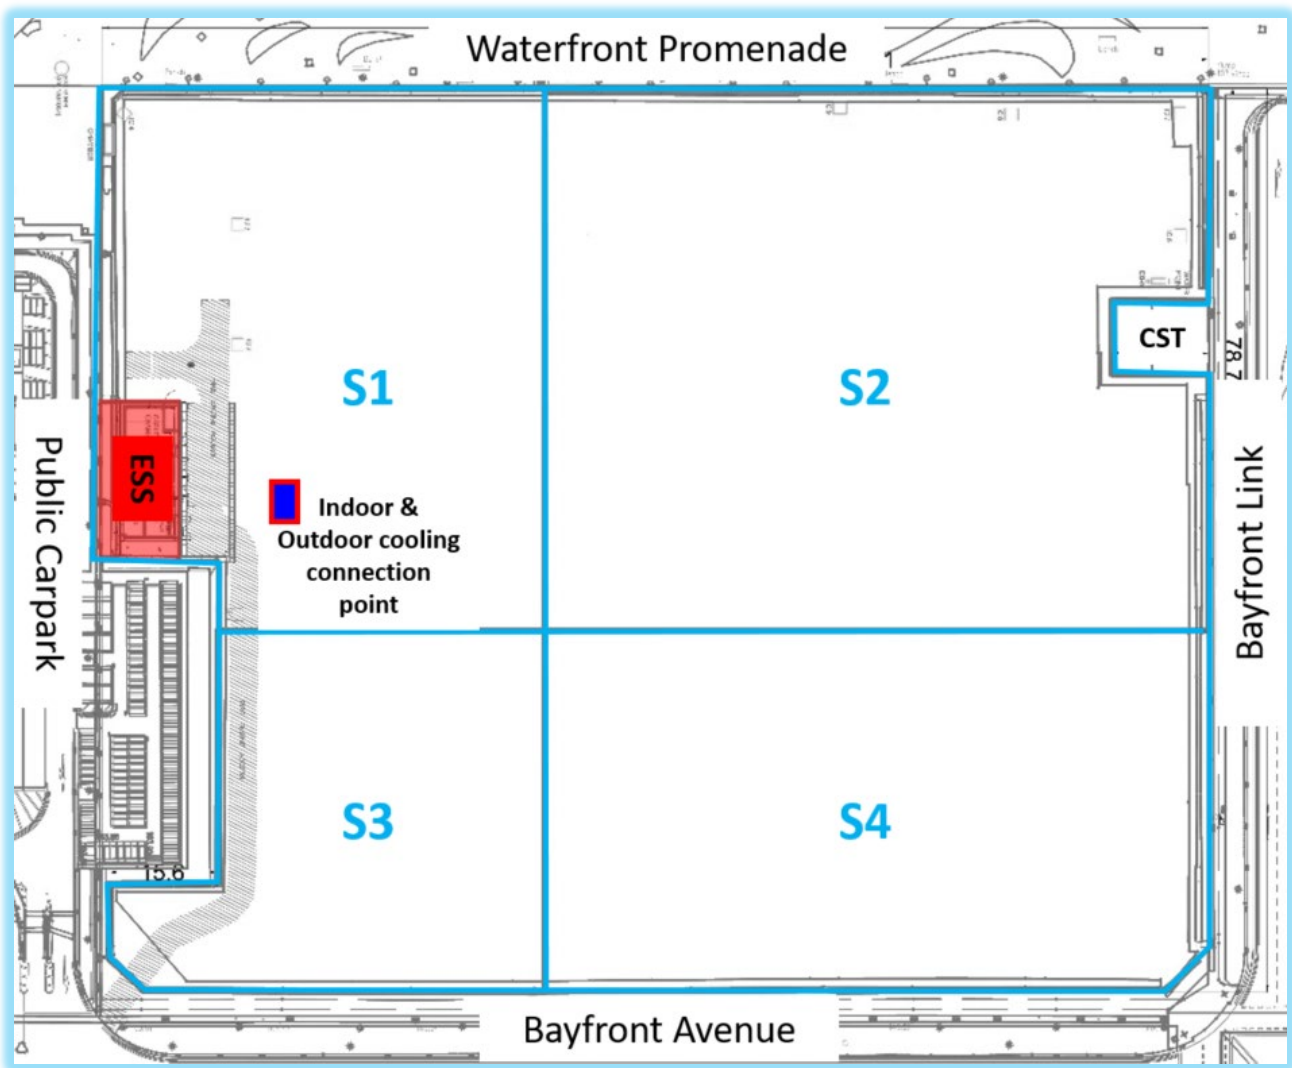 Waterfront Promenade
S1
S2
CST
78.7
ESS
Public Carpark
Indoor &
Outdoor cooling
connection
point
Bayfront Link
S3
S4
15.6
Bayfront Avenue